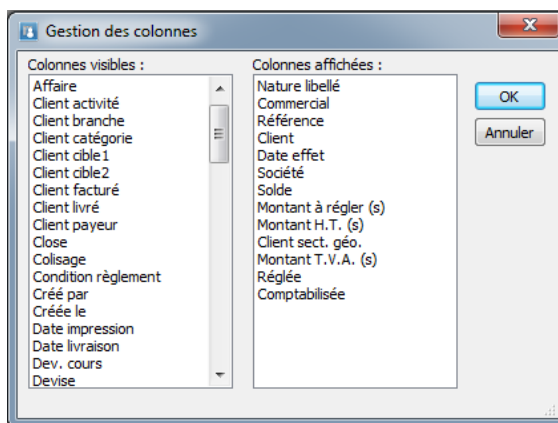 Gestion des colonnes
Colonnes visibles :
Affaire
Client activité
Client branche
Client catégorie
Client cible1
Client cible2
Client facturé
Client livré
Client payeur
Close
Colisage
Condition règlement
Créé par
Créée le
Date impression
Date livraison
Dev. cours
Devise
Colonnes affichées :
Nature libellé
Commercial
Référence
Client
Date effet
Société
Solde
Montant à régler (s)
Montant H.T. (s)
Client sect. géo.
Montant T.V.A. (s)
Réglée
Comptabilisée
OK
Annuler